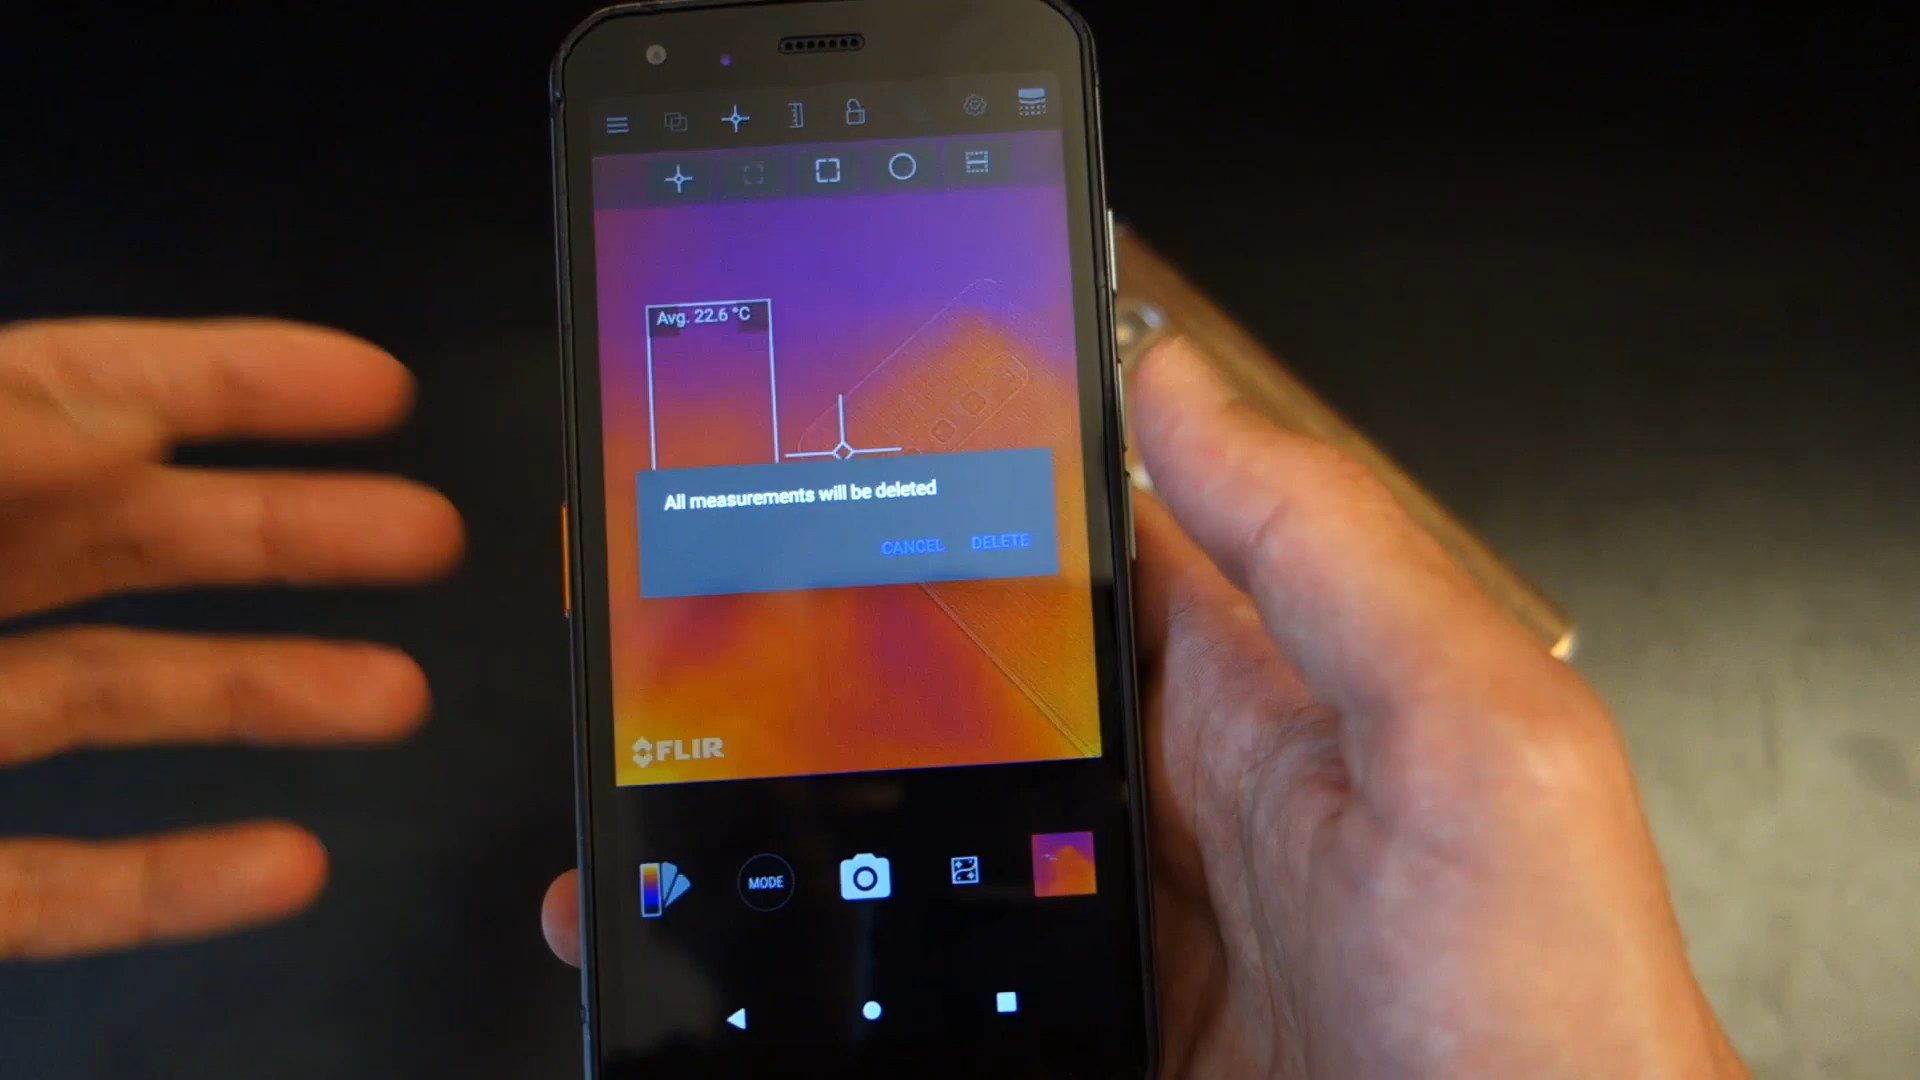 Avg. 22.6 °C
All measurements will be deleted
CANCEL DELETE
FLIR
MODE